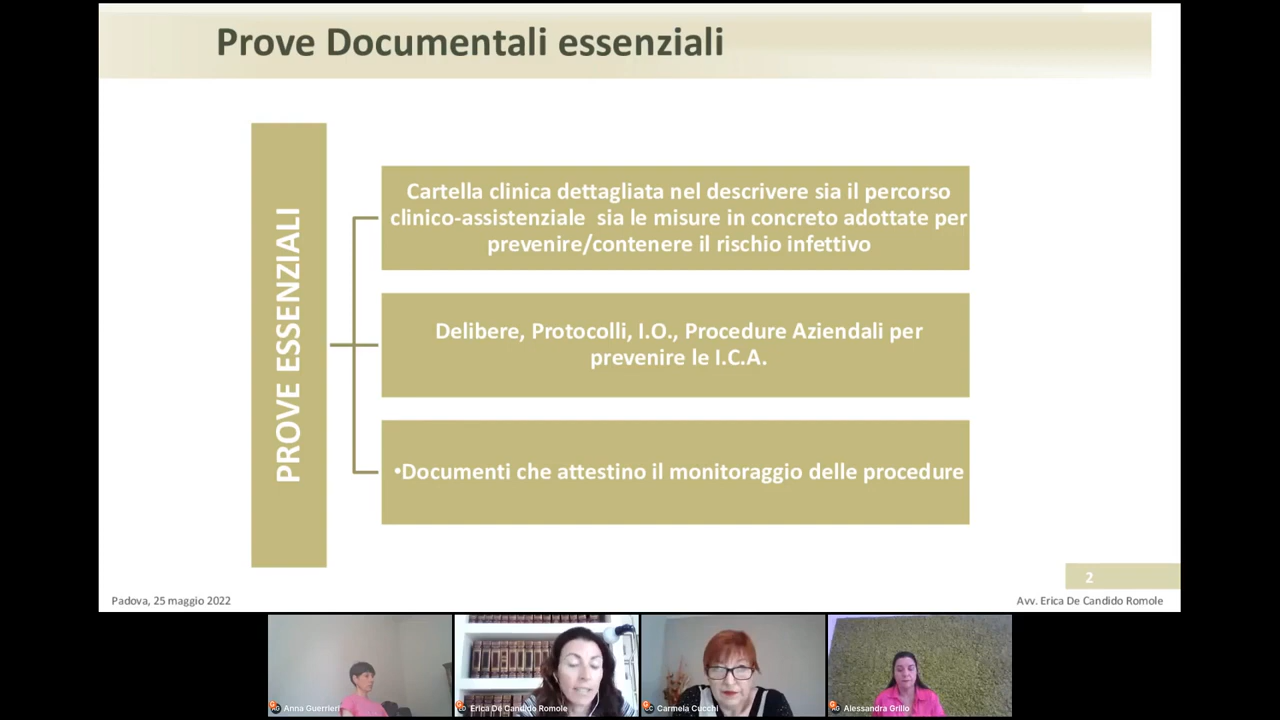 Prove Documentali essenziali
PROVE ESSENZIALI
Cartella clinica dettagliata nel descrivere sia il percorso
clinico-assistenziale sia le misure in concreto adottate per
prevenire/contenere il rischio infettivo
Delibere, Protocolli, I.O., Procedure Aziendali per
prevenire le I.C.A.
•Documenti che attestino il monitoraggio delle procedure
2
Padova, 25 maggio 2022
Avv. Erica De Candido Romole
Anna Guerrieri
Erica De Candido Romole
Carmela Cucchi
Alessandra Grillo